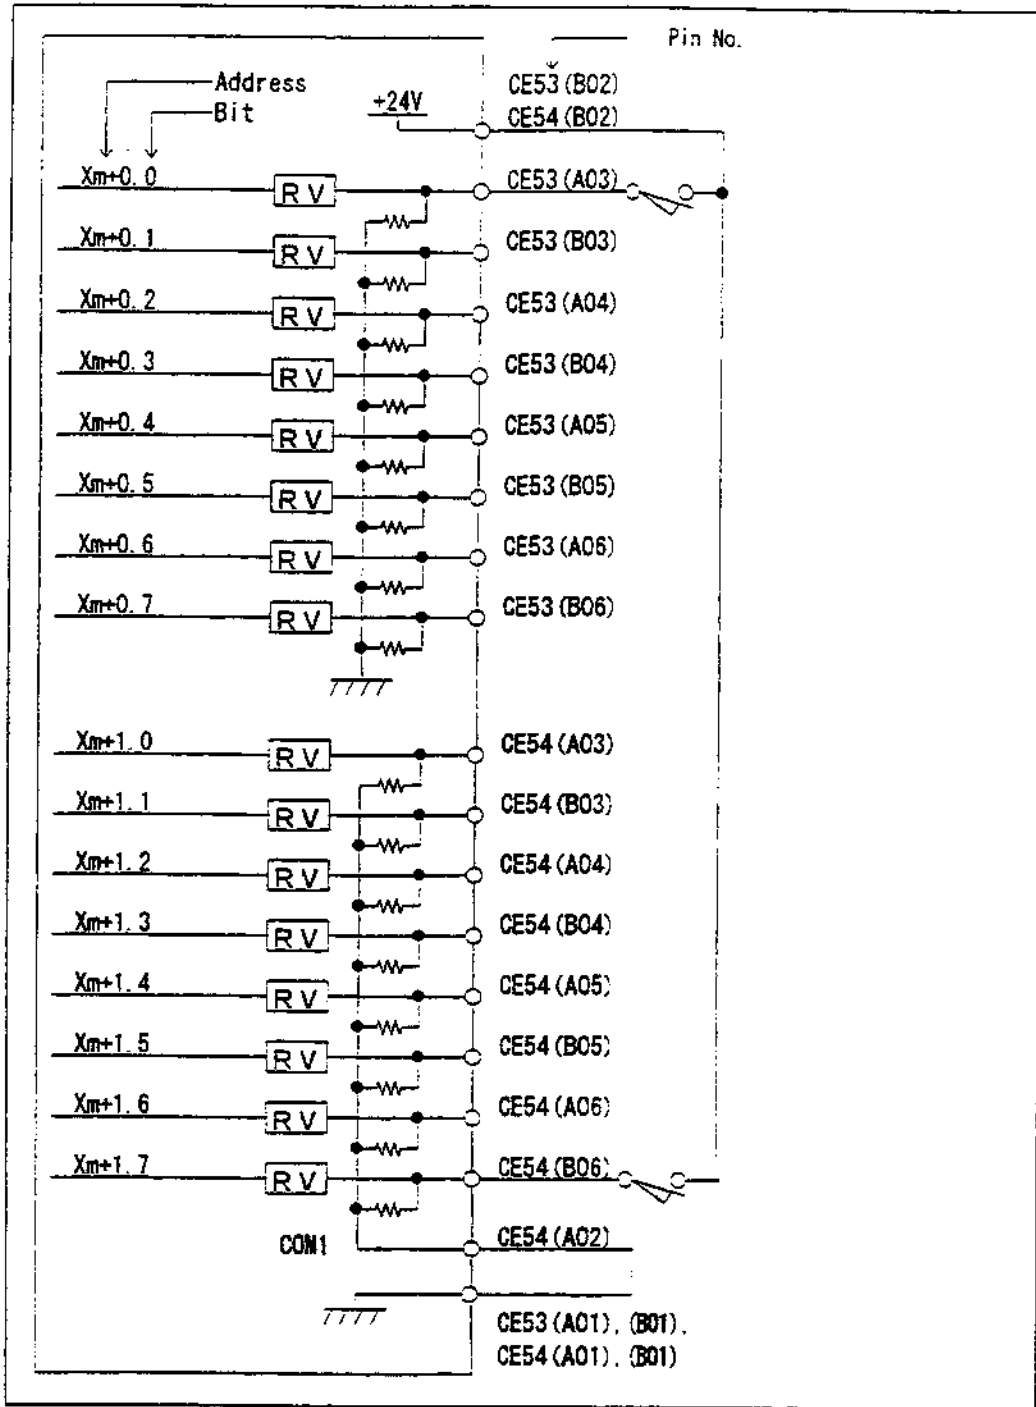 Pin No.
Address
Bit
+24V
CE53(B02)
CE54(B02)
Xm+0.0 RV CE53(A03)
Xm+0.1 RV CE53(B03)
Xm+0.2 RV CE53(A04)
Xm+0.3 RV CE53(B04)
Xm+0.4 RV CE53(A05)
Xm+0.5 RV CE53(B05)
Xm+0.6 RV CE53(A06)
Xm+0.7 RV CE53(B06)
Xm+1.0 RV CE54(A03)
Xm+1.1 RV CE54(B03)
Xm+1.2 RV CE54(A04)
Xm+1.3 RV CE54(B04)
Xm+1.4 RV CE54(A05)
Xm+1.5 RV CE54(B05)
Xm+1.6 RV CE54(A06)
Xm+1.7 RV CE54(B06)
COM1 CE54(A02)
CE53(A01), (B01),
CE54(A01), (B01)